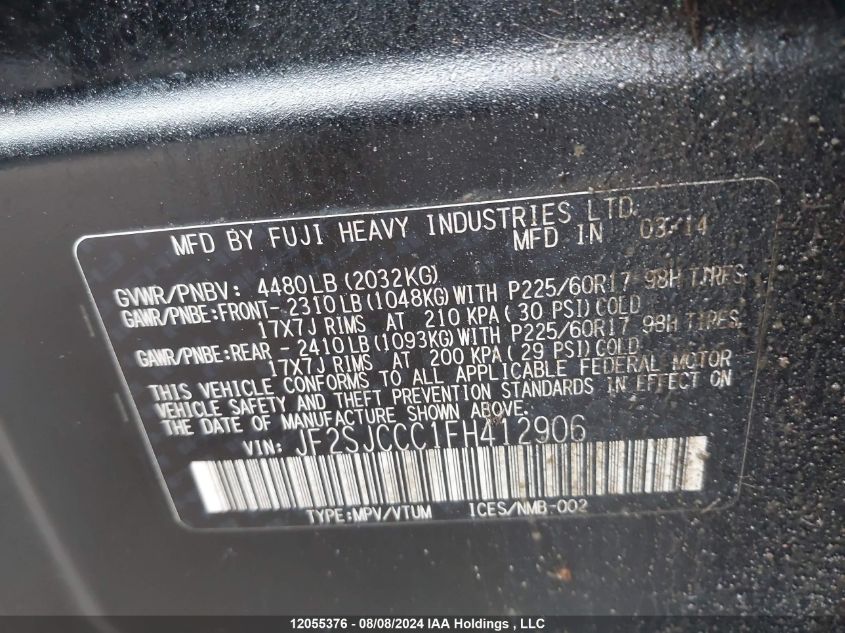 MFD BY FUJI HEAVY INDUSTRIES LTD.
MFD IN 03/14
GVWR/PNBV: 4480LB (2032KG)
GAWR/PNBE:FRONT- 2310LB (1048KG) WITH P225/60R17 98H TIRES
17X7J RIMS AT 210 KPA ( 30 PSI) COLD
GAWR/PNBE:REAR - 2410LB (1093KG) WITH P225/60R17 98H TIRES
17X7J RIMS AT 200 KPA ( 29 PSI) COLD
THIS VEHICLE CONFORMS TO ALL APPLICABLE FEDERAL MOTOR
VEHICLE SAFETY AND THEFT PREVENTION STANDARDS IN EFFECT ON
THE DATE OF MANUFACTURE SHOWN ABOVE.
VIN: JF2SJCCC1FH412906
TYPE:MPV/VTUM ICES/NMB-002
12055376 - 08/08/2024 IAA Holdings , LLC